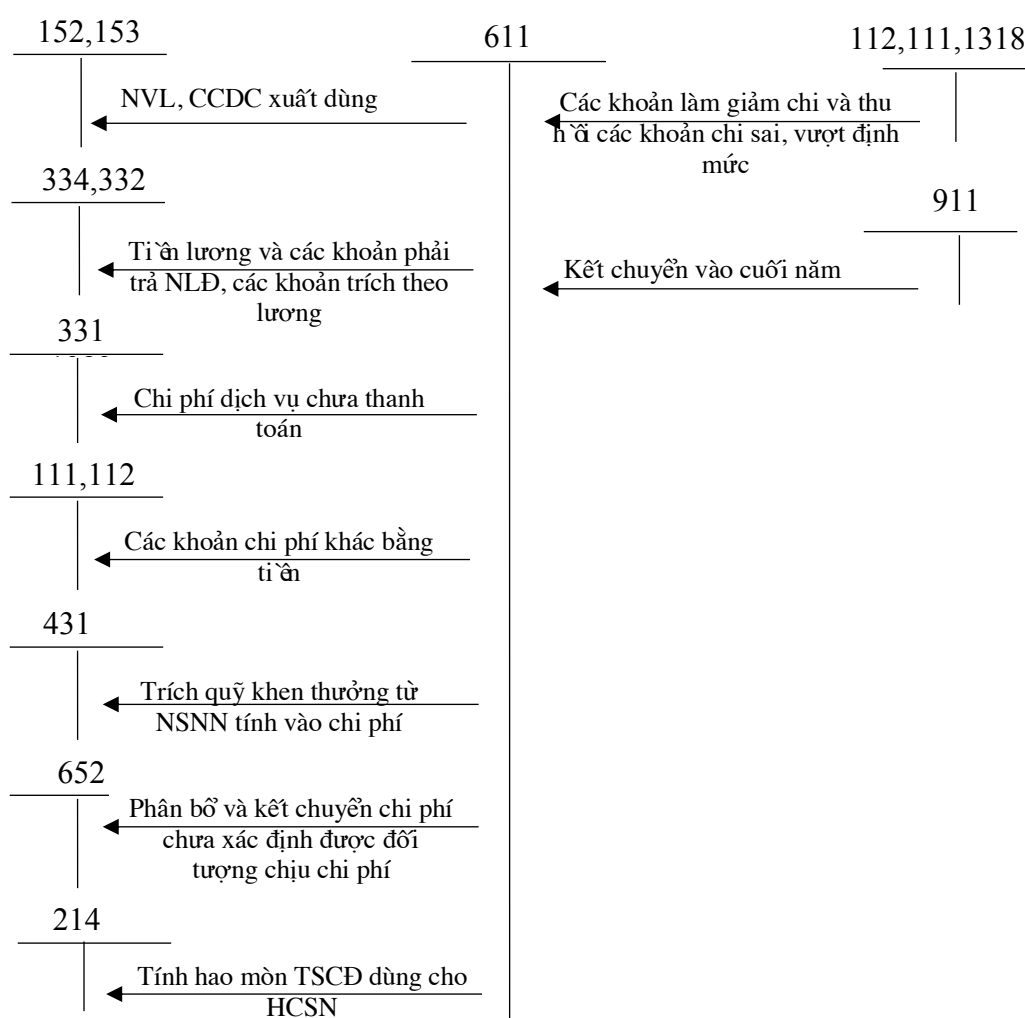 152,153
611
112,111,1318
NVL, CCDC xuất dùng
Các khoản làm giảm chi và thu
hồi các khoản chi sai, vượt định
mức
334,332
911
Tiền lương và các khoản phải
trả NLĐ, các khoản trích theo
lương
Kết chuyển vào cuối năm
331
Chi phí dịch vụ chưa thanh
toán
111,112
Các khoản chi phí khác bằng
tiền
431
Trích quỹ khen thưởng từ
NSNN tính vào chi phí
652
Phân bổ và kết chuyển chi phí
chưa xác định được đối
tượng chịu chi phí
214
Tính hao mòn TSCĐ dùng cho
HCSN